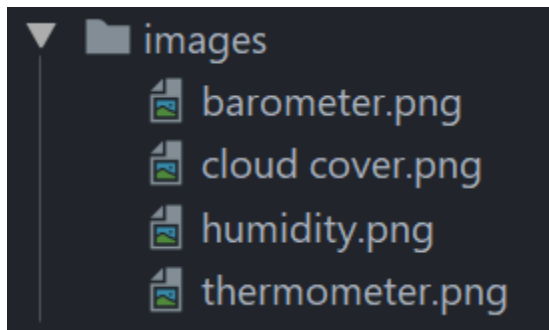 images
barometer.png
cloud cover.png
humidity.png
thermometer.png